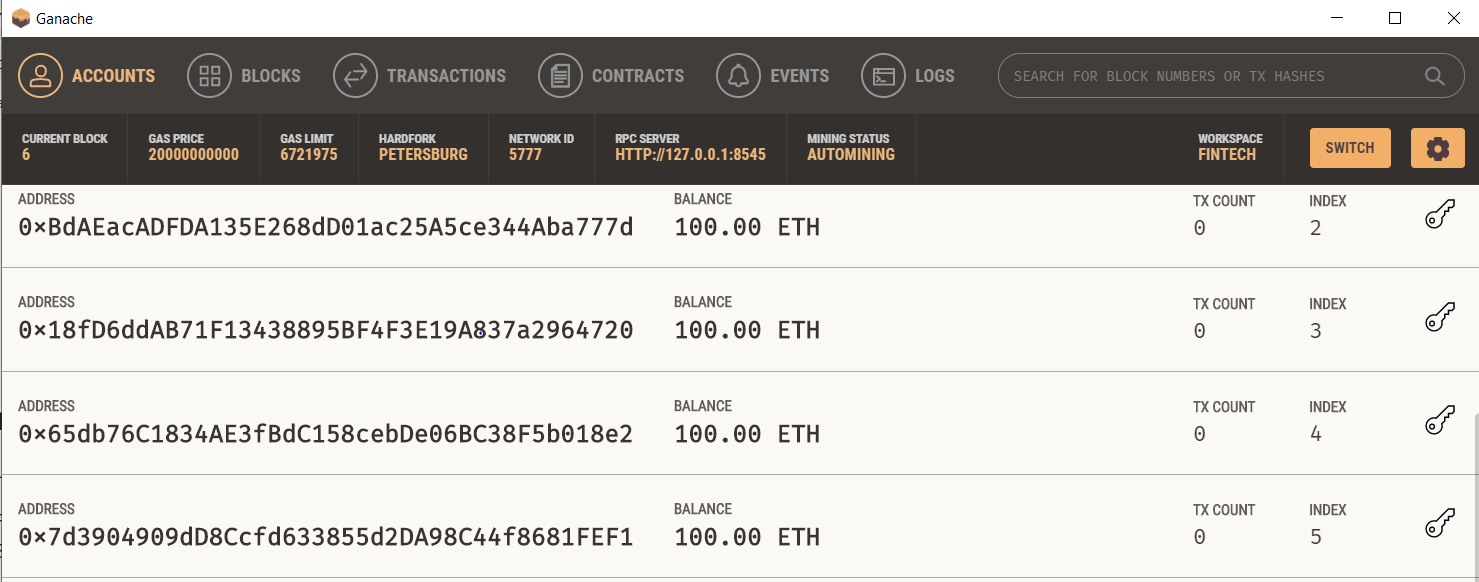 Ganache
ACCOUNTS BLOCKS TRANSACTIONS CONTRACTS EVENTS LOGS SEARCH FOR BLOCK NUMBERS OR TX HASHES
CURRENT BLOCK GAS PRICE GAS LIMIT HARDFORK NETWORK ID RPC SERVER MINING STATUS WORKSPACE
6 20000000000 6721975 PETERSBURG 5777 HTTP://127.0.0.1:8545 AUTOMINING FINTECH SWITCH
ADDRESS BALANCE TX COUNT INDEX
0×BdAEacADFDA135E268dD01ac25A5ce344Aba777d 100.00 ETH 0 2
ADDRESS BALANCE TX COUNT INDEX
0×18fD6ddAB71F13438895BF4F3E19A837a2964720 100.00 ETH 0 3
ADDRESS BALANCE TX COUNT INDEX
0×65db76C1834AE3fBdC158cebDe06BC38F5b018e2 100.00 ETH 0 4
ADDRESS BALANCE TX COUNT INDEX
0×7d3904909dD8Ccfd633855d2DA98C44f8681FEF1 100.00 ETH 0 5